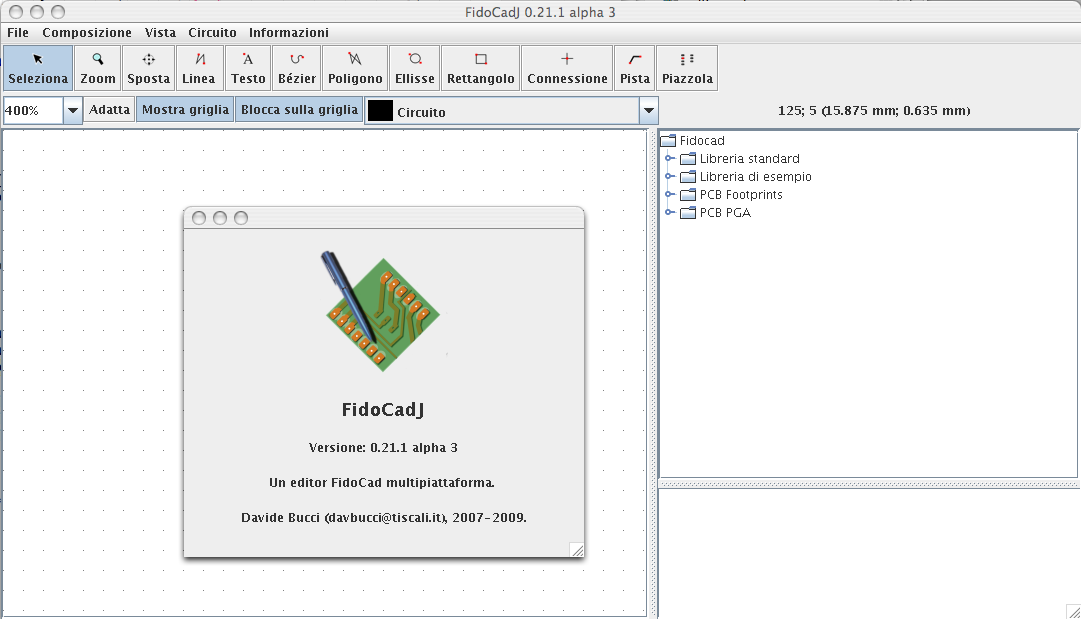 FidoCadJ 0.21.1 alpha 3
File Composizione Vista Circuito Informazioni
Seleziona Zoom Sposta Linea Testo Bézier Poligono Ellisse Rettangolo Connessione Pista Piazzola
400% Adatta Mostra griglia Blocca sulla griglia Circuito 125; 5 (15.875 mm; 0.635 mm)
Fidocad
Libreria standard
Libreria di esempio
PCB Footprints
PCB PGA
FidoCadJ
Versione: 0.21.1 alpha 3
Un editor FidoCad multipiattaforma.
Davide Bucci (davbucci@tiscali.it), 2007-2009.